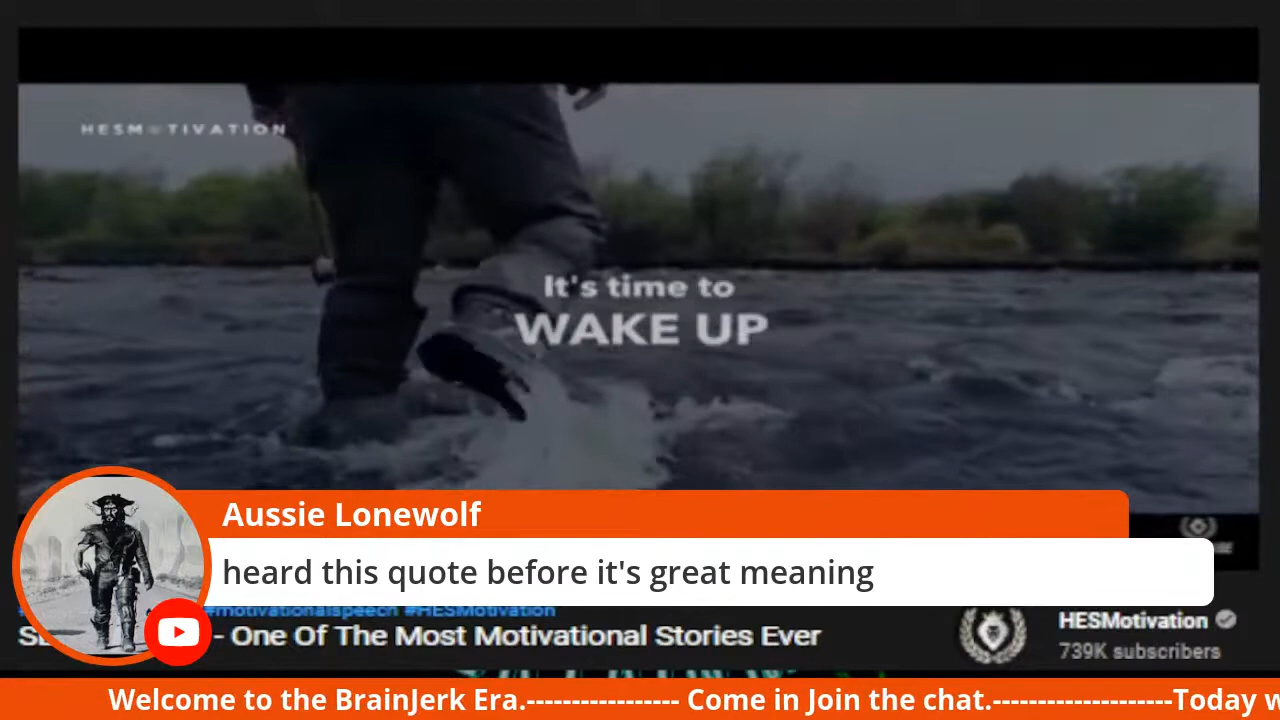 HESMOTIVATION
It's time to
WAKE UP
Aussie Lonewolf
heard this quote before it's great meaning
#motivationalspeech #HESMotivation
- One Of The Most Motivational Stories Ever
HESMotivation
739K subscribers
Welcome to the BrainJerk Era.----------------- Come in Join the chat.--------------------Today w